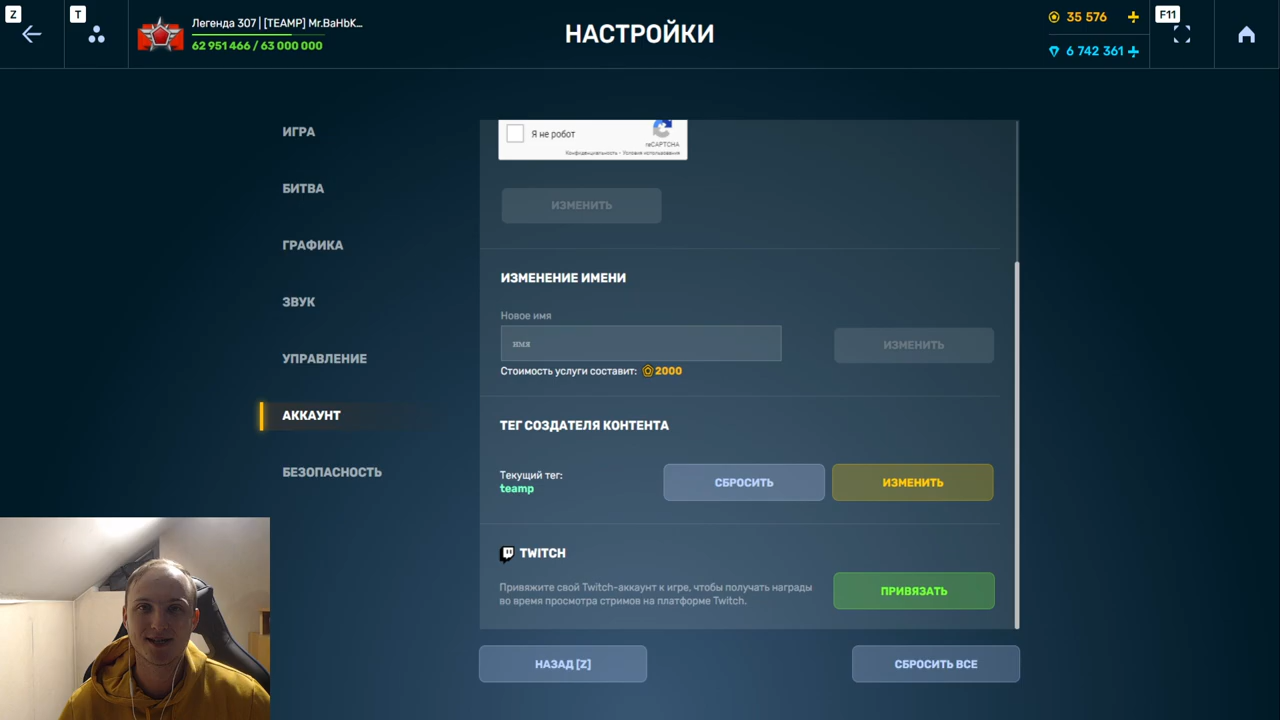 Z
T
Легенда 307 | [TEAMP] Mr.BaHbK...
62 951 466 / 63 000 000
НАСТРОЙКИ
35 576
6 742 361
F11
ИГРА
БИТВА
ГРАФИКА
ЗВУК
УПРАВЛЕНИЕ
АККАУНТ
БЕЗОПАСНОСТЬ
Я не робот
reCAPTCHA
Конфиденциальность - Условия использования
ИЗМЕНИТЬ
ИЗМЕНЕНИЕ ИМЕНИ
Новое имя
имя
ИЗМЕНИТЬ
Стоимость услуги составит: 2000
ТЕГ СОЗДАТЕЛЯ КОНТЕНТА
Текущий тег:
teamp
СБРОСИТЬ
ИЗМЕНИТЬ
TWITCH
Привяжите свой Twitch-аккаунт к игре, чтобы получать награды
во время просмотра стримов на платформе Twitch.
ПРИВЯЗАТЬ
НАЗАД [Z]
СБРОСИТЬ ВСЕ